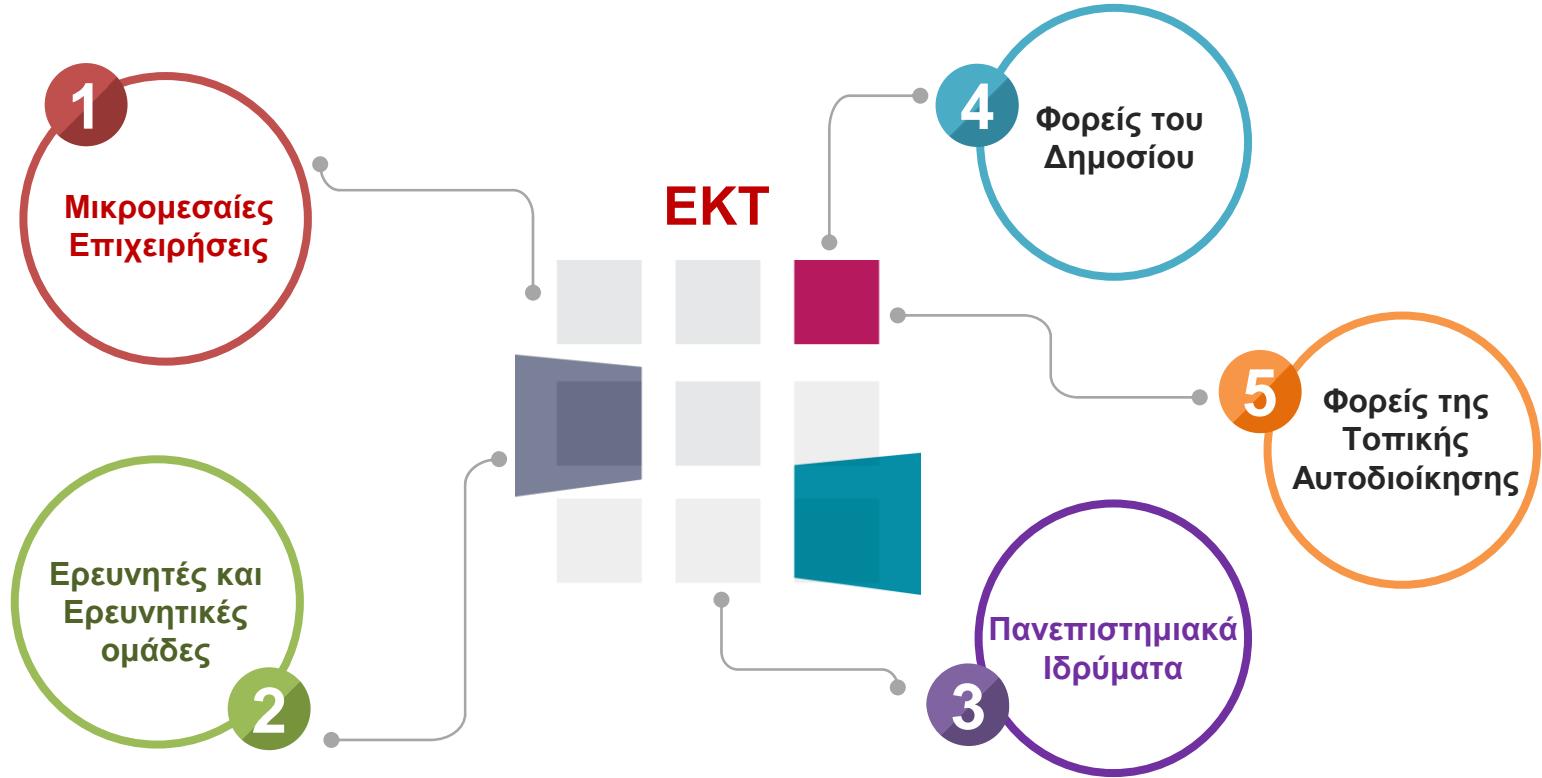 1
Μικρομεσαίες
Επιχειρήσεις
2
Ερευνητές και
Ερευνητικές
ομάδες
ΕΚΤ
3
Πανεπιστημιακά
Ιδρύματα
4
Φορείς του
Δημοσίου
5
Φορείς της
Τοπικής
Αυτοδιοίκησης